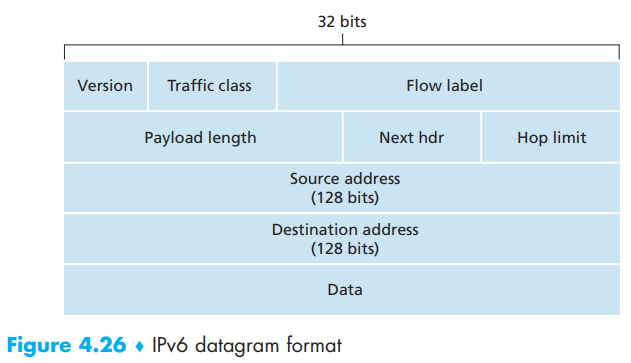 32 bits
Version Traffic class Flow label
Payload length Next hdr Hop limit
Source address
(128 bits)
Destination address
(128 bits)
Data
Figure 4.26 ♦ IPv6 datagram format